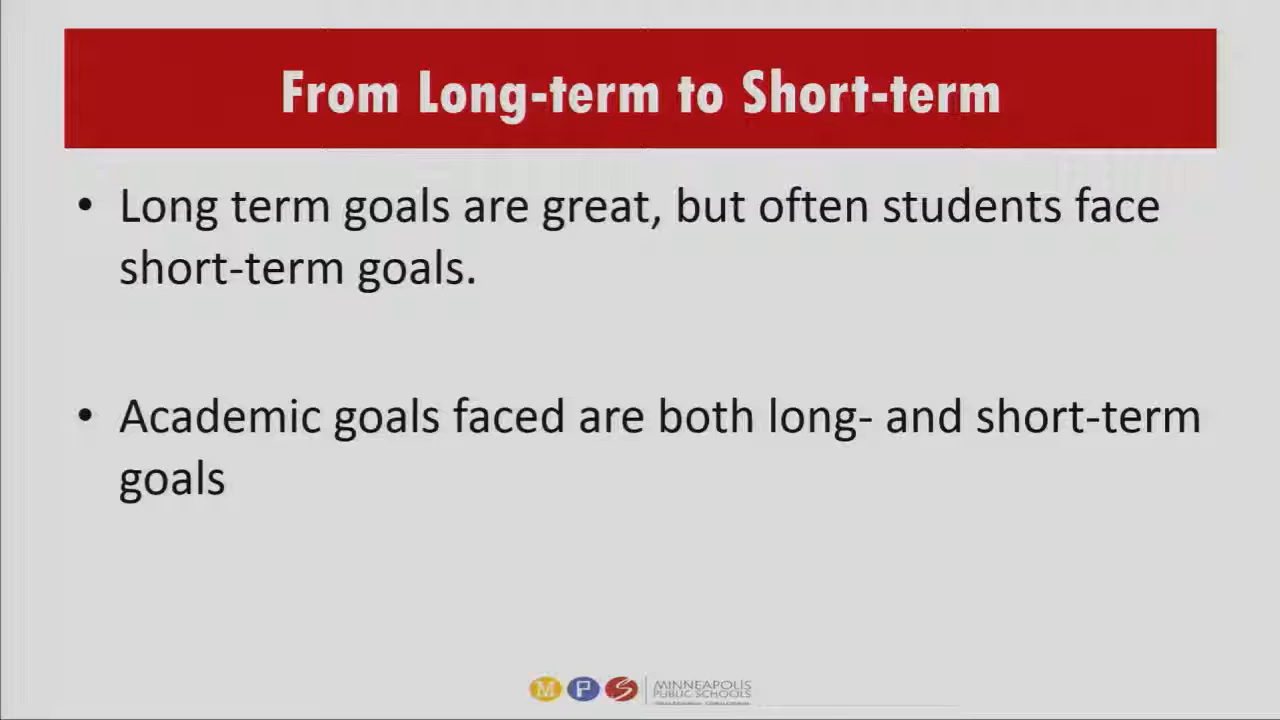 From Long-term to Short-term
• Long term goals are great, but often students face
short-term goals.
• Academic goals faced are both long- and short-term
goals
M P S MINNEAPOLIS
PUBLIC SCHOOLS